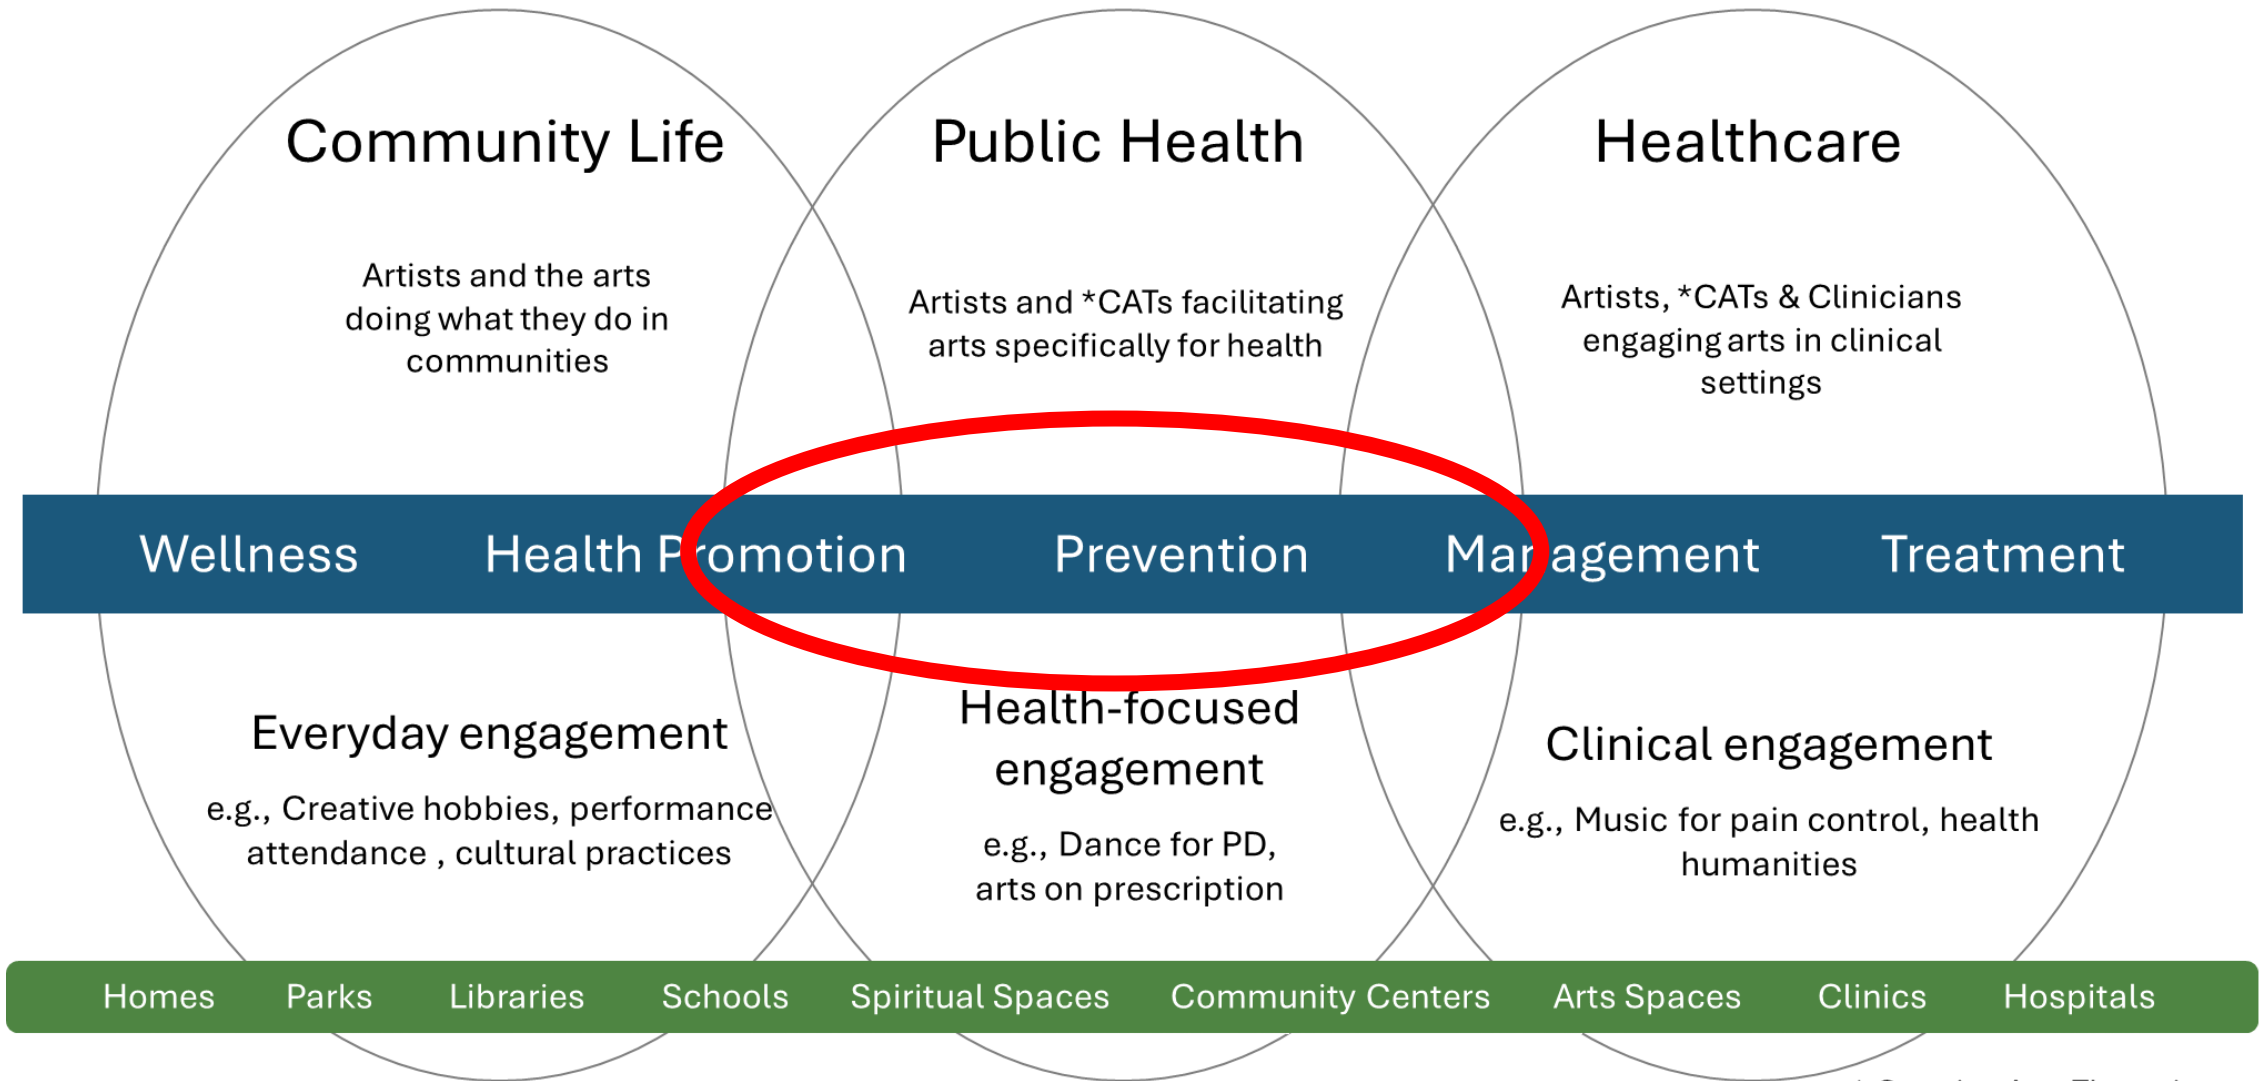 Community Life
Public Health
Healthcare
Artists and the arts
doing what they do in
communities
Artists and *CATs facilitating
arts specifically for health
Artists, *CATs & Clinicians
engaging arts in clinical
settings
Wellness Health Promotion Prevention Management Treatment
Everyday engagement
e.g., Creative hobbies, performance
attendance , cultural practices
Health-focused
engagement
e.g., Dance for PD,
arts on prescription
Clinical engagement
e.g., Music for pain control, health
humanities
Homes Parks Libraries Schools Spiritual Spaces Community Centers Arts Spaces Clinics Hospitals